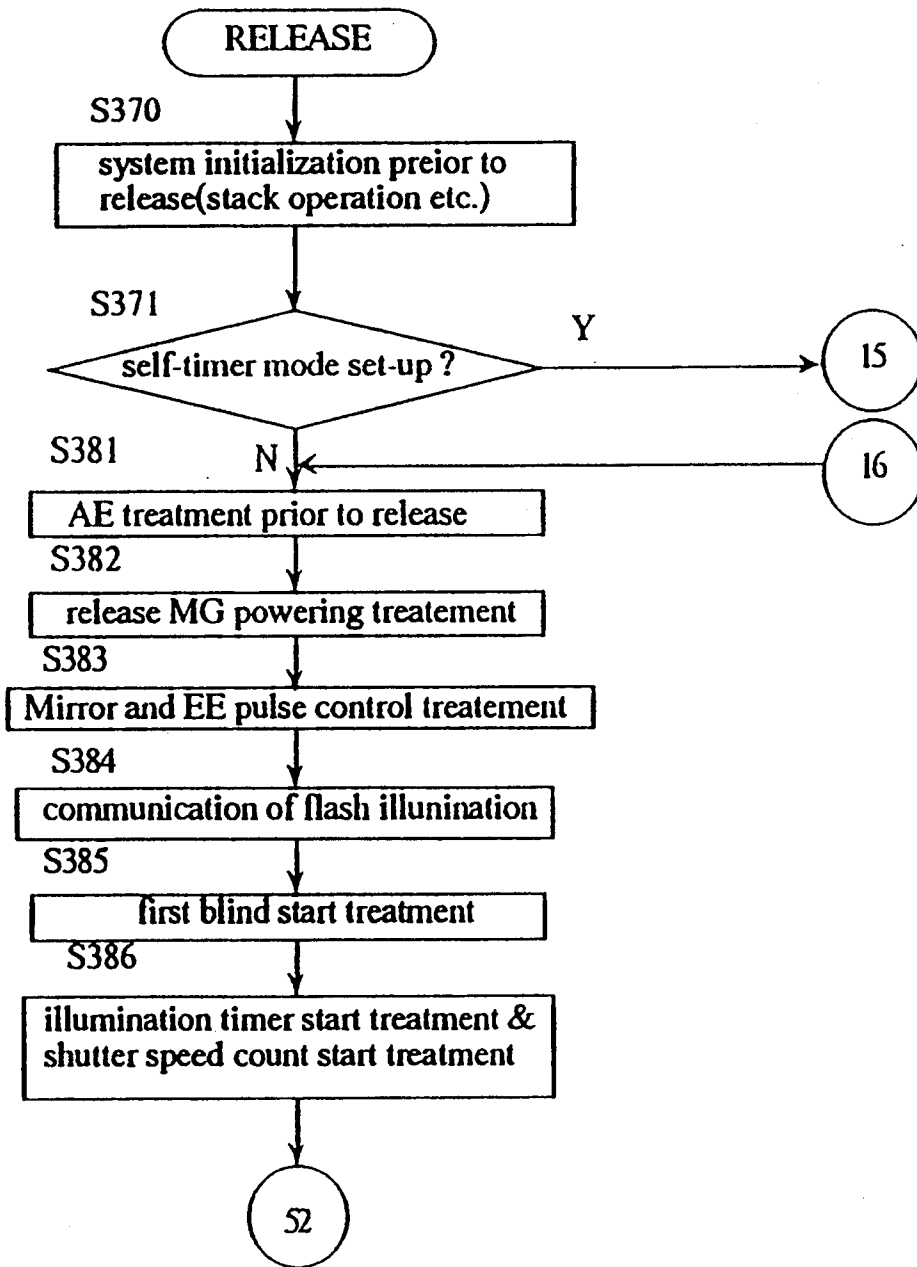 RELEASE
S370
system initialization preior to
release(stack operation etc.)
S371
self-timer mode set-up ?
Y
15
S381
N
16
AE treatment prior to release
S382
release MG powering treatement
S383
Mirror and EE pulse control treatement
S384
communication of flash illunination
S385
first blind start treatment
S386
illumination timer start treatment &
shutter speed count start treatment
52